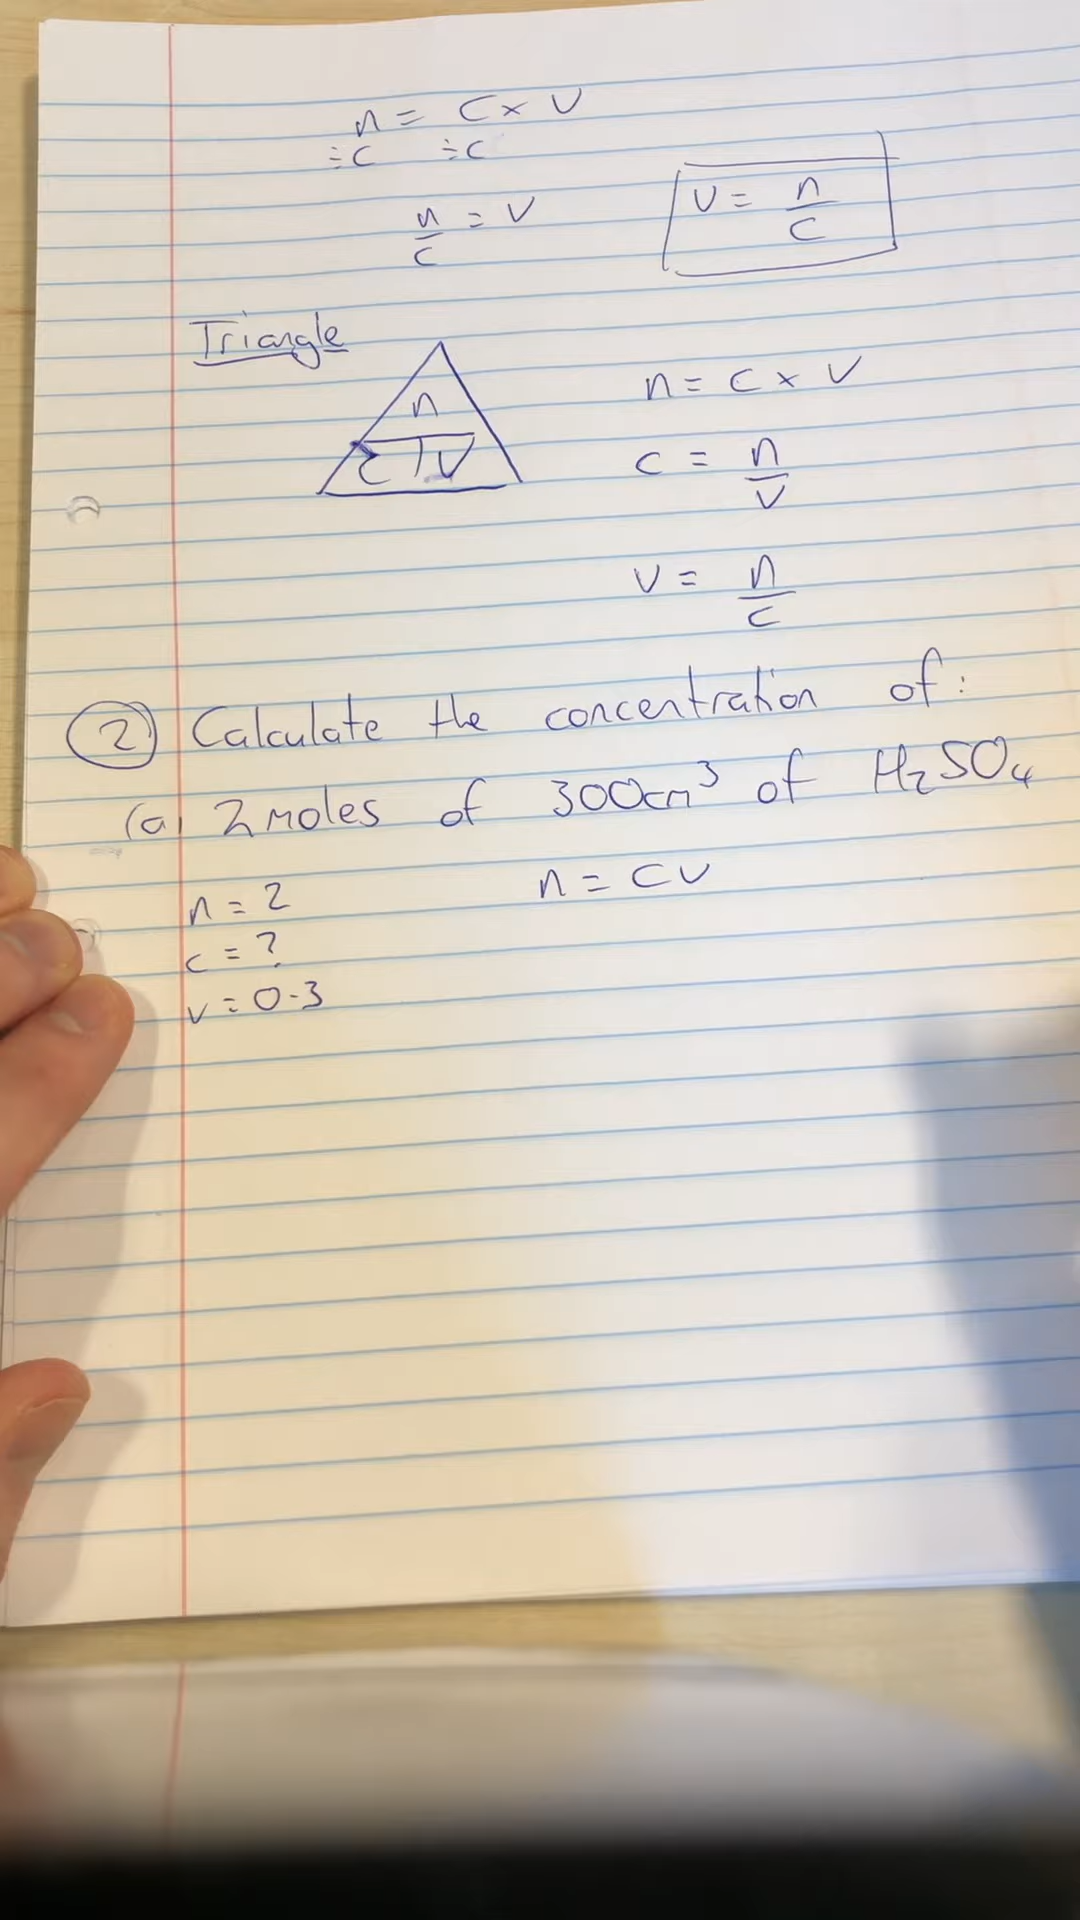 n = C x V
÷C ÷C
n/c = V
V = n/c
Triangle
n
C V
n = C x V
c = n/v
V = n/c
2 Calculate the concentration of:
(a) 2 moles of 300cm³ of H₂SO₄
n = 2
n = CV
c = ?
v = 0.3